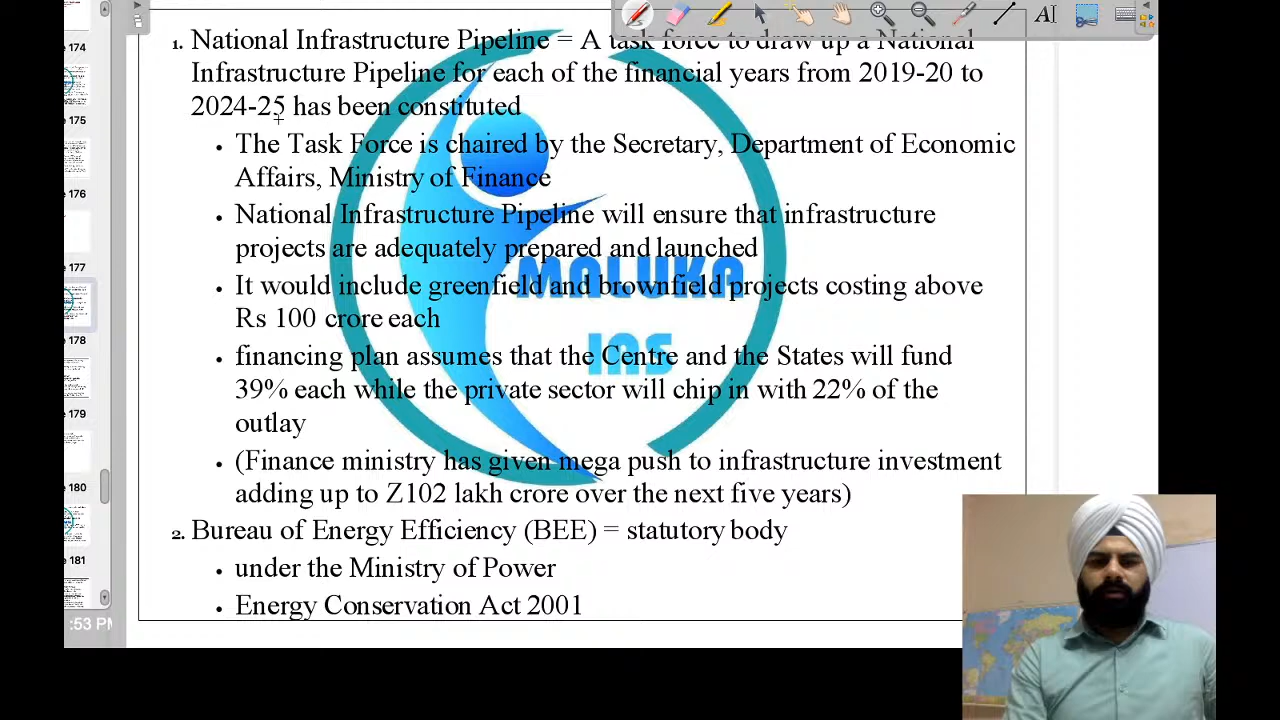 174
175
176
177
178
179
180
181
:53 PM
AI
1. National Infrastructure Pipeline = A task force to draw up a National
Infrastructure Pipeline for each of the financial years from 2019-20 to
2024-25 has been constituted
• The Task Force is chaired by the Secretary, Department of Economic
Affairs, Ministry of Finance
• National Infrastructure Pipeline will ensure that infrastructure
projects are adequately prepared and launched
• It would include greenfield and brownfield projects costing above
Rs 100 crore each
• financing plan assumes that the Centre and the States will fund
39% each while the private sector will chip in with 22% of the
outlay
• (Finance ministry has given mega push to infrastructure investment
adding up to Z102 lakh crore over the next five years)
2. Bureau of Energy Efficiency (BEE) = statutory body
• under the Ministry of Power
• Energy Conservation Act 2001
MALUKA
IAS